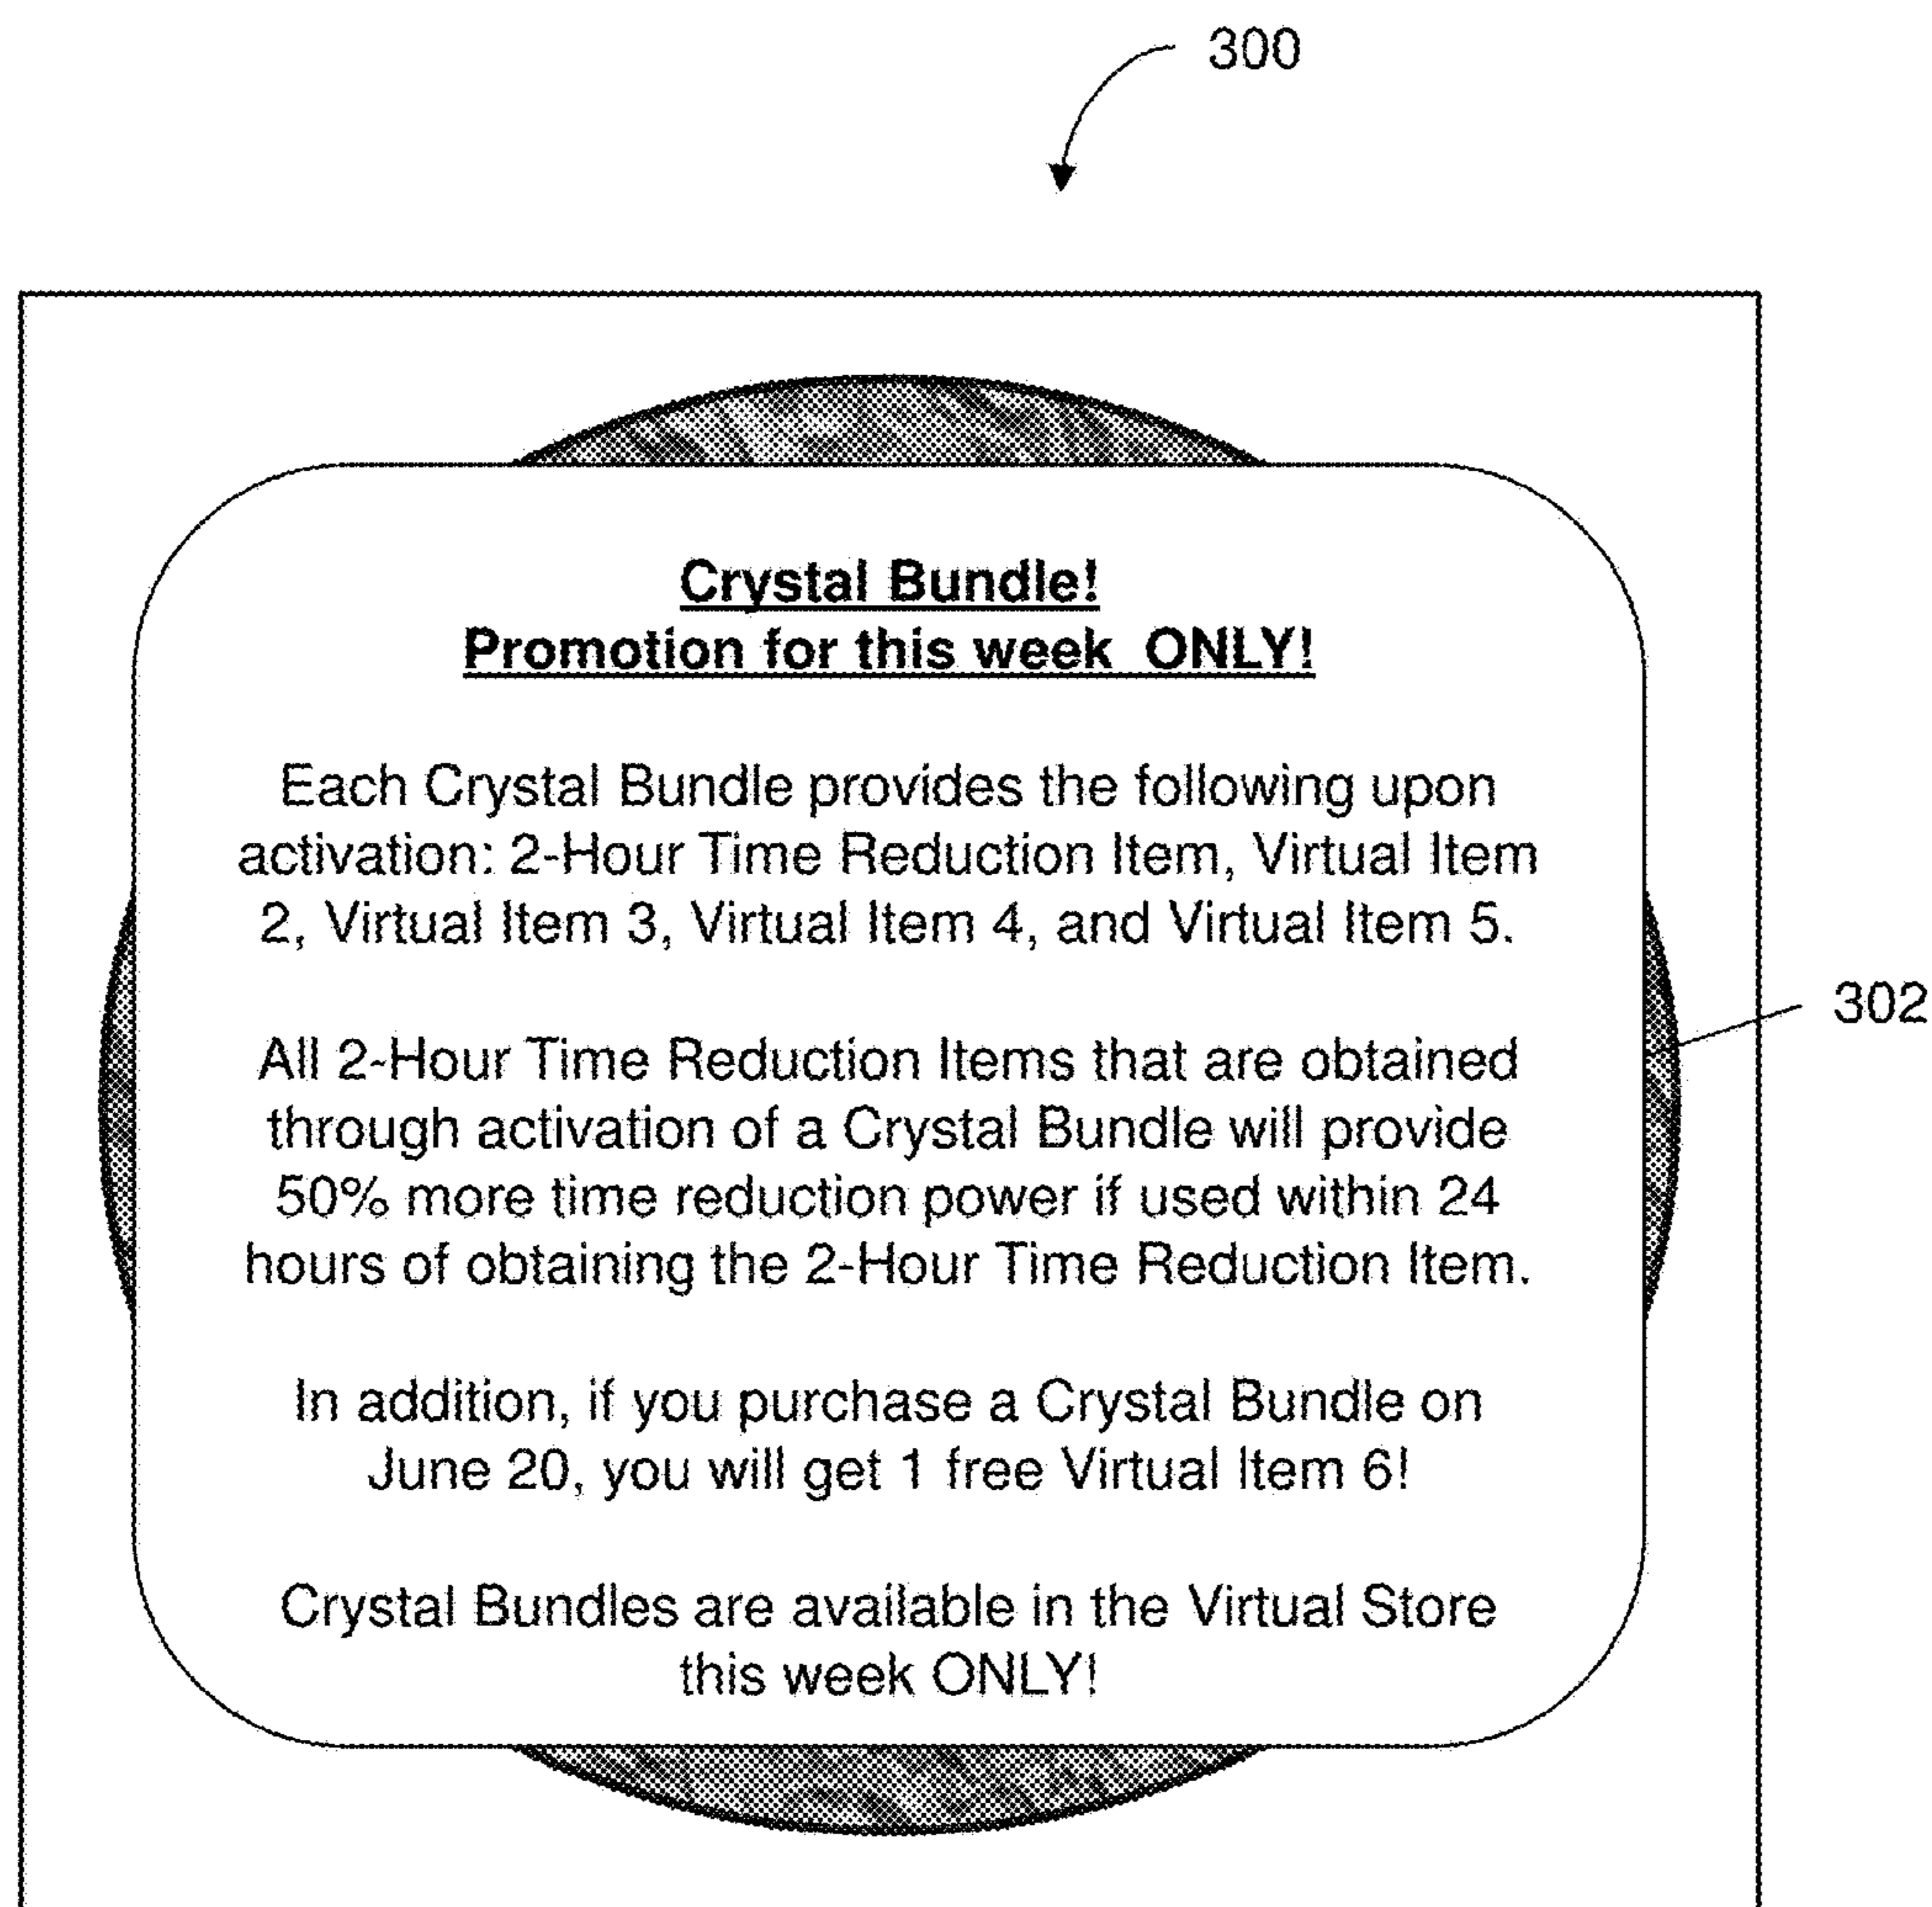 300
Crystal Bundle!
Promotion for this week ONLY!
Each Crystal Bundle provides the following upon
activation: 2-Hour Time Reduction Item, Virtual Item
2, Virtual Item 3, Virtual Item 4, and Virtual Item 5.
302
All 2-Hour Time Reduction Items that are obtained
through activation of a Crystal Bundle will provide
50% more time reduction power if used within 24
hours of obtaining the 2-Hour Time Reduction Item.
In addition, if you purchase a Crystal Bundle on
June 20, you will get 1 free Virtual Item 6!
Crystal Bundles are available in the Virtual Store
this week ONLY!